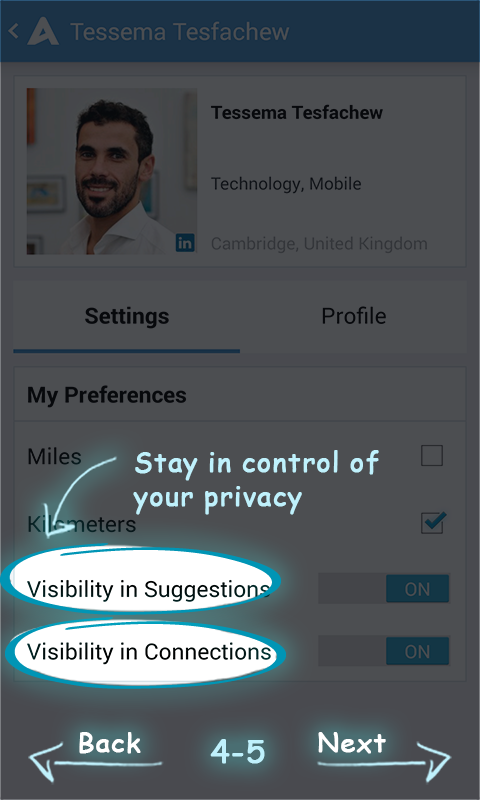 Tessema Tesfachew
Tessema Tesfachew
Technology, Mobile
in
Cambridge, United Kingdom
Settings
Profile
My Preferences
Miles
Stay in control of
your privacy
Kilometers
Visibility in Suggestions
ON
Visibility in Connections
ON
Back
4-5
Next